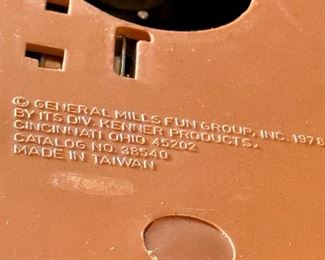 © GENERAL MILLS FUN GROUP, INC. 1978
BY ITS DIV. KENNER PRODUCTS,
CINCINNATI OHIO 45202
CATALOG NO. 38540
MADE IN TAIWAN